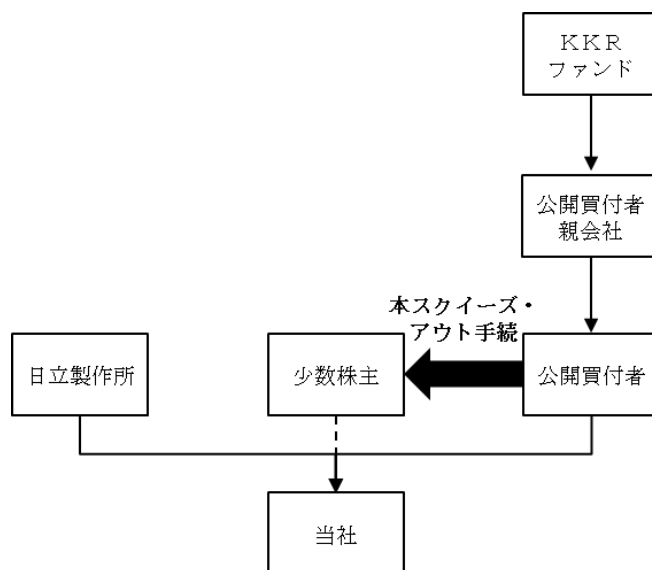 ＫＫＲ
ファンド
公開買付者
親会社
本スクイーズ・
アウト手続
日立製作所
少数株主
公開買付者
当社